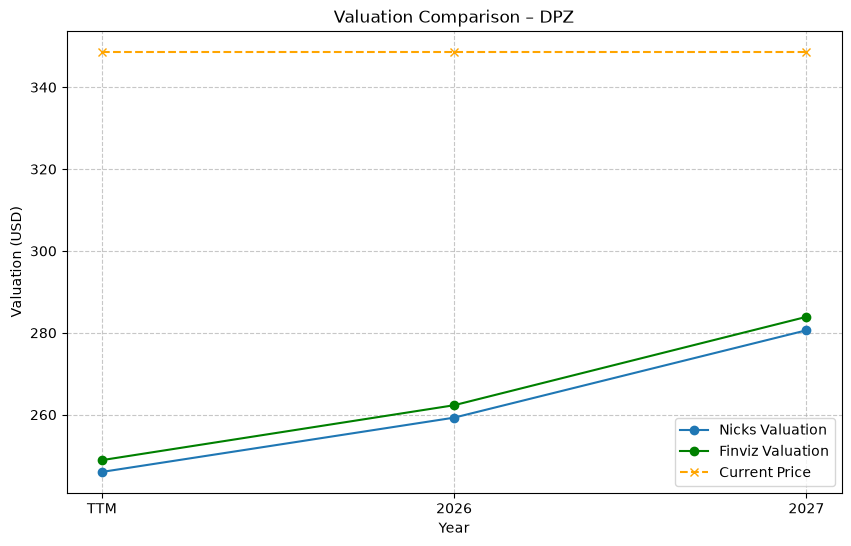 Valuation Comparison – DPZ
Valuation (USD)
340
320
300
280
260
TTM
2026
2027
Year
Nicks Valuation
Finviz Valuation
Current Price